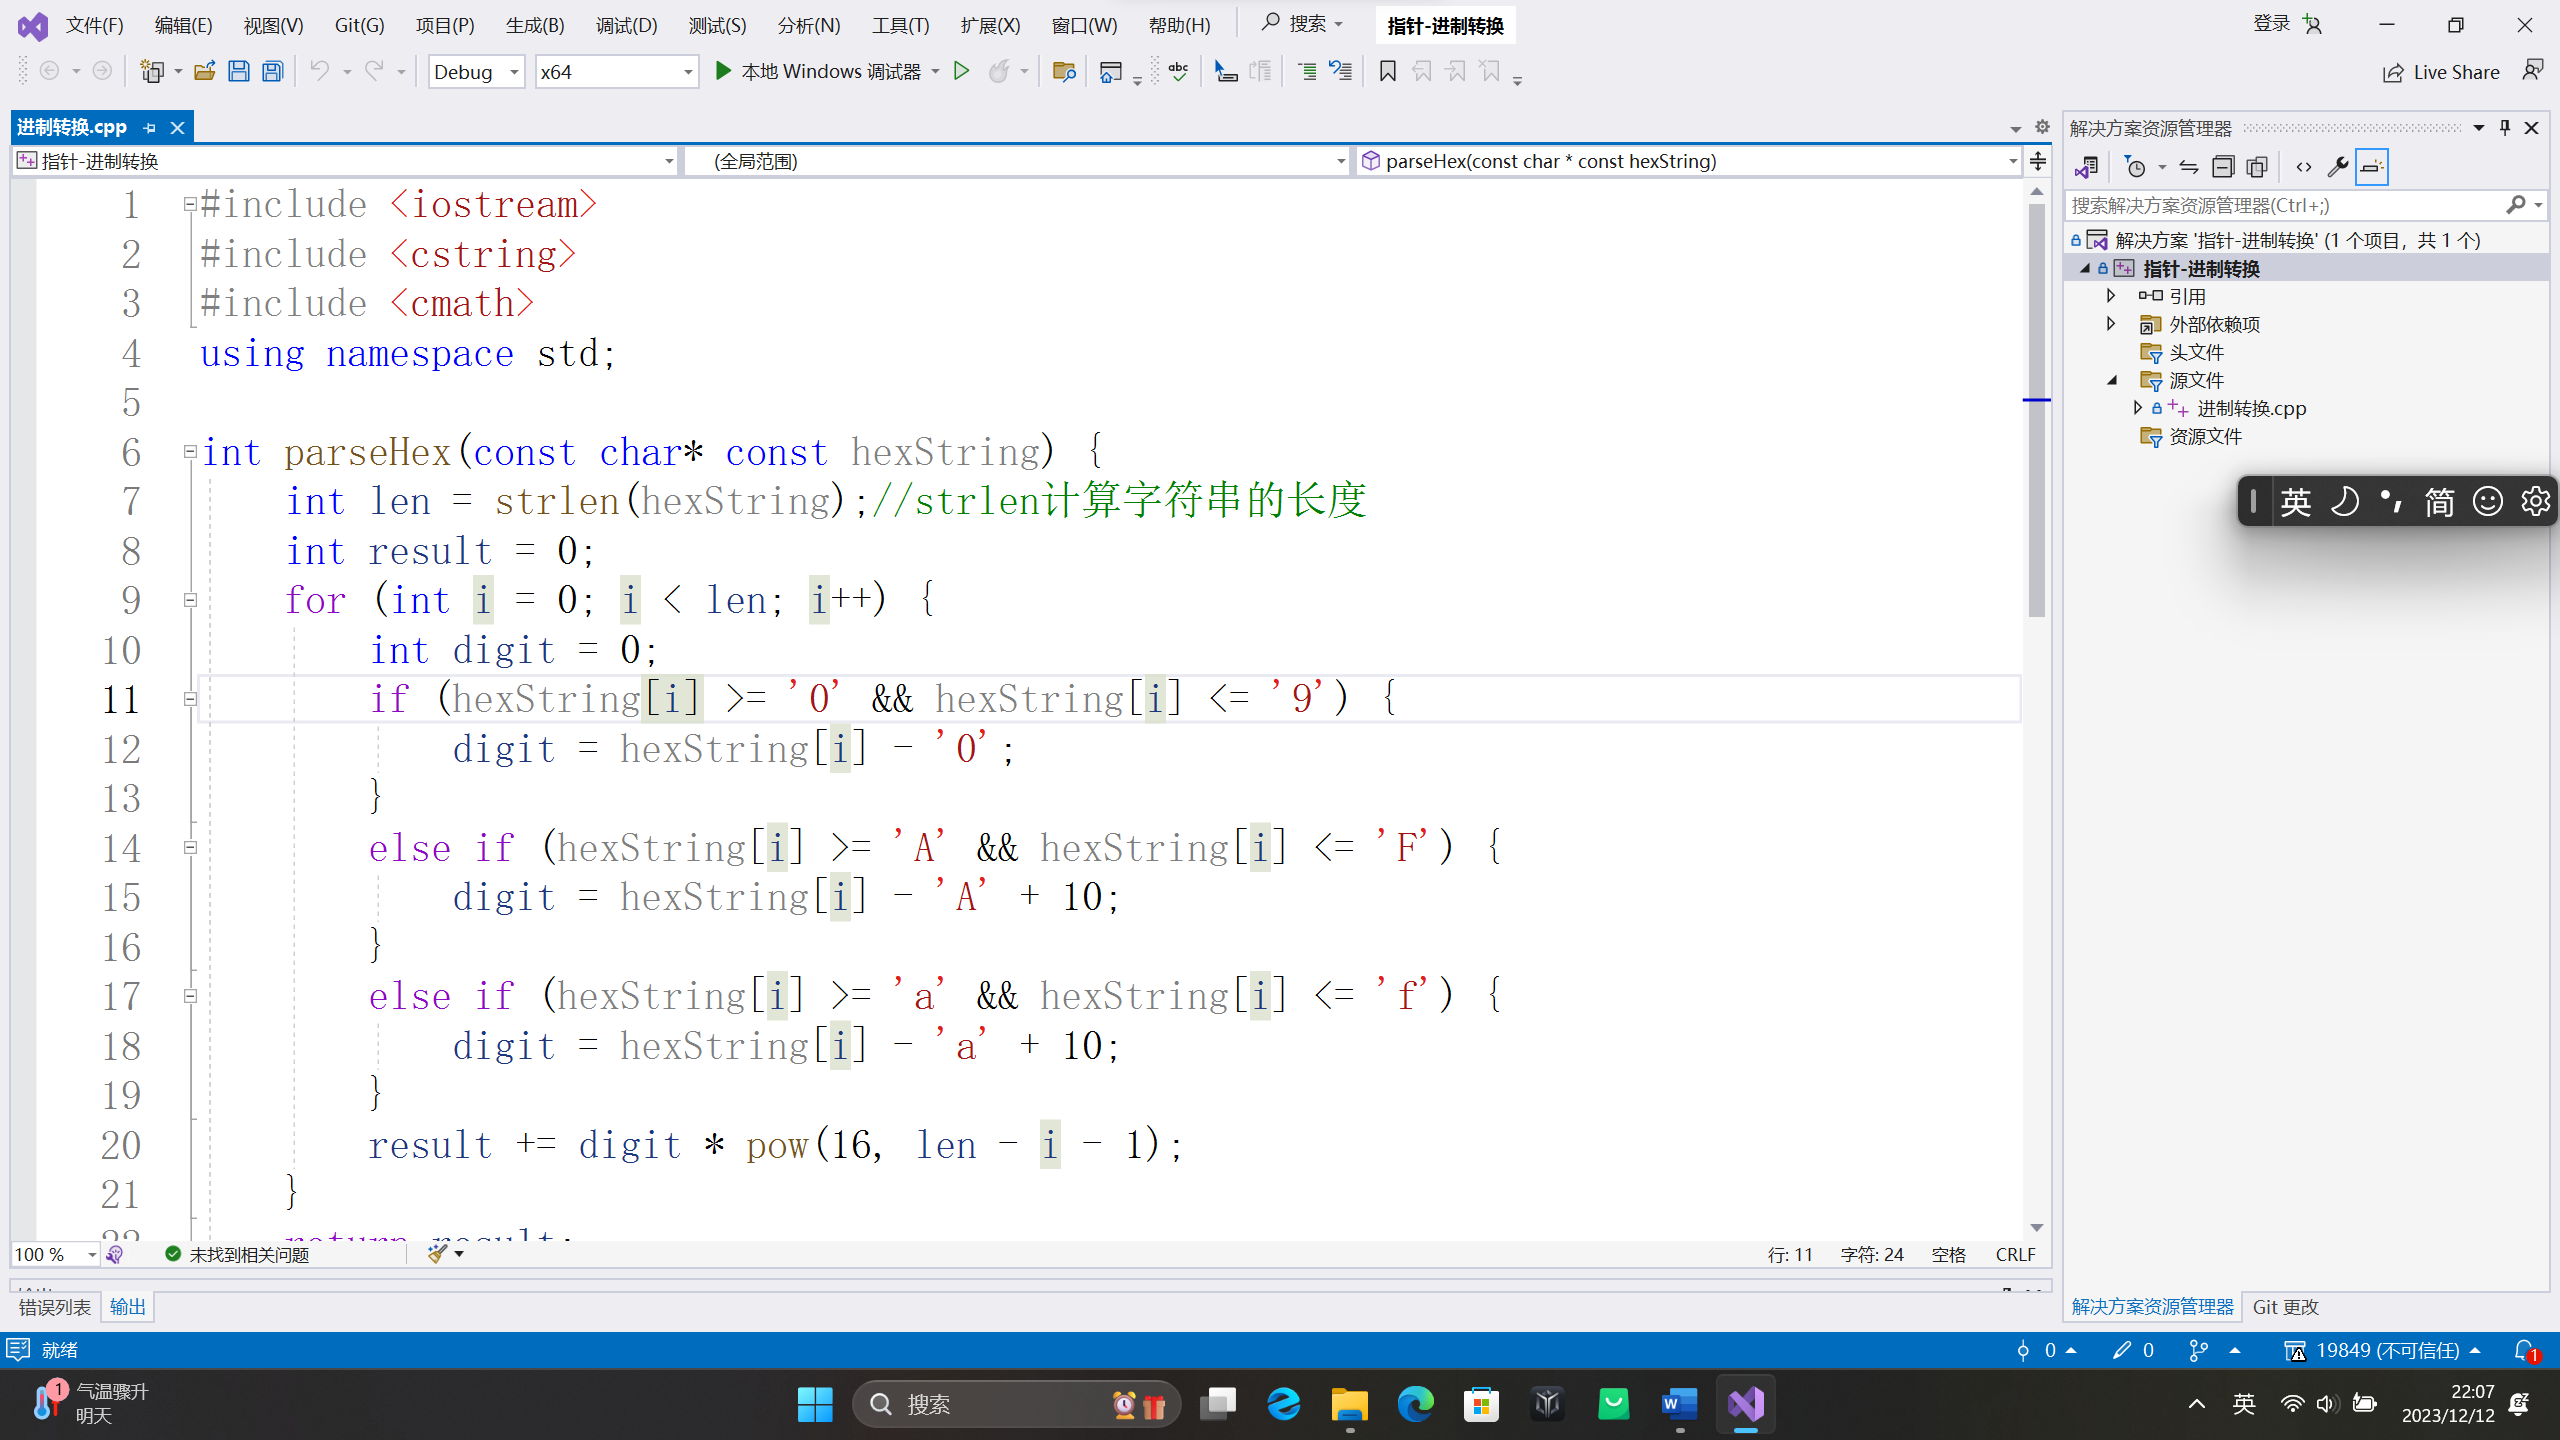 文件(F) 编辑(E) 视图(V) Git(G) 项目(P) 生成(B) 调试(D) 测试(S) 分析(N) 工具(T) 扩展(X) 窗口(W) 帮助(H) 搜索 指针-进制转换 登录
Debug x64 本地 Windows 调试器 abc Live Share
进制转换.cpp
指针-进制转换 (全局范围) parseHex(const char * const hexString)
1 #include <iostream>
2 #include <cstring>
3 #include <cmath>
4 using namespace std;
5
6 int parseHex(const char* const hexString) {
7 int len = strlen(hexString);//strlen计算字符串的长度
8 int result = 0;
9 for (int i = 0; i < len; i++) {
10 int digit = 0;
11 if (hexString[i] >= '0' && hexString[i] <= '9') {
12 digit = hexString[i] - '0';
13 }
14 else if (hexString[i] >= 'A' && hexString[i] <= 'F') {
15 digit = hexString[i] - 'A' + 10;
16 }
17 else if (hexString[i] >= 'a' && hexString[i] <= 'f') {
18 digit = hexString[i] - 'a' + 10;
19 }
20 result += digit * pow(16, len - i - 1);
21 }
22 return result;
100 % 未找到相关问题 行: 11 字符: 24 空格 CRLF
错误列表 输出
解决方案资源管理器
搜索解决方案资源管理器(Ctrl+;)
解决方案 '指针-进制转换' (1 个项目, 共 1 个)
指针-进制转换
引用
外部依赖项
头文件
源文件
进制转换.cpp
资源文件
英 简
解决方案资源管理器 Git 更改
就绪 0 0 19849 (不可信任) 1
1 气温骤升
明天
搜索
英
22:07
2023/12/12